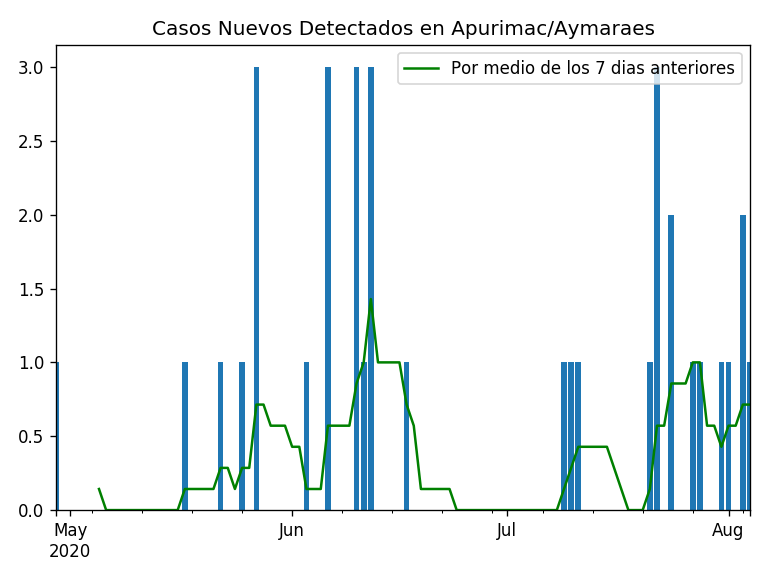 Casos Nuevos Detectados en Apurimac/Aymaraes
Por medio de los 7 dias anteriores
3.0
2.5
2.0
1.5
1.0
0.5
0.0
May Jun Jul Aug
2020